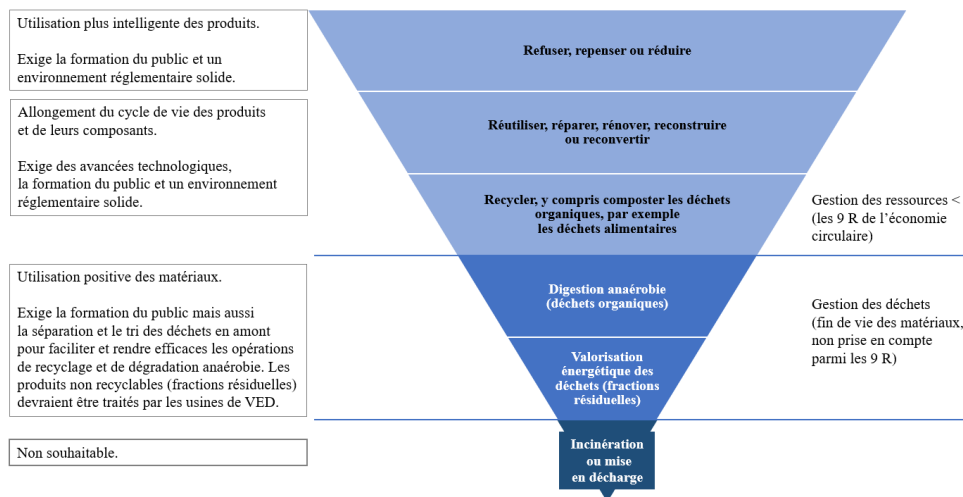 Utilisation plus intelligente des produits.
Exige la formation du public et un
environnement réglementaire solide.
Refuser, repenser ou réduire
Allongement du cycle de vie des produits
et de leurs composants.
Exige des avancées technologiques,
la formation du public et un environnement
réglementaire solide.
Réutiliser, réparer, rénover, reconstruire
ou reconvertir
Recycler, y compris composter les déchets
organiques, par exemple
les déchets alimentaires
Gestion des ressources <
(les 9 R de l’économie
circulaire)
Utilisation positive des matériaux.
Exige la formation du public mais aussi
la séparation et le tri des déchets en amont
pour faciliter et rendre efficaces les opérations
de recyclage et de dégradation anaérobie. Les
produits non recyclables (fractions résiduelles)
devraient être traités par les usines de VED.
Digestion anaérobie
(déchets organiques)
Valorisation
énergétique des
déchets (fractions
résiduelles)
Gestion des déchets
(fin de vie des matériaux,
non prise en compte
parmi les 9 R)
Non souhaitable.
Incinération
ou mise
en décharge